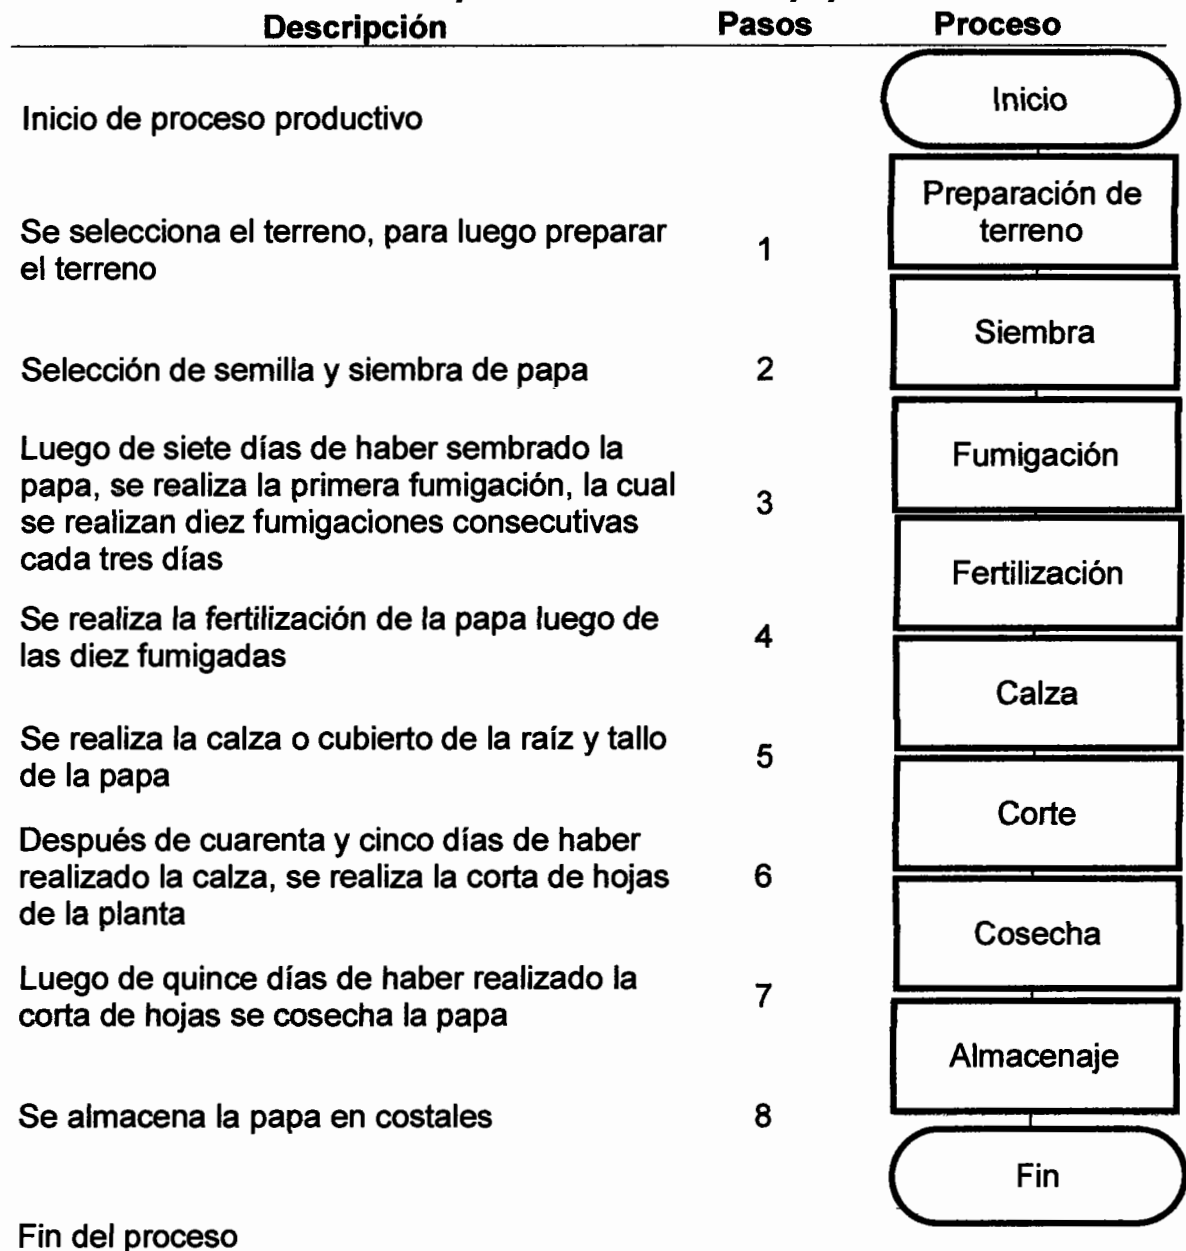 Descripción Pasos Proceso
Inicio
Inicio de proceso productivo
Preparación de
terreno
Se selecciona el terreno, para luego preparar
el terreno
1
Siembra
Selección de semilla y siembra de papa
2
Luego de siete días de haber sembrado la
papa, se realiza la primera fumigación, la cual
se realizan diez fumigaciones consecutivas
cada tres días
3
Fumigación
Fertilización
Se realiza la fertilización de la papa luego de
las diez fumigadas
4
Calza
Se realiza la calza o cubierto de la raíz y tallo
de la papa
5
Corte
Después de cuarenta y cinco días de haber
realizado la calza, se realiza la corta de hojas
de la planta
6
Cosecha
Luego de quince días de haber realizado la
corta de hojas se cosecha la papa
7
Almacenaje
Se almacena la papa en costales
8
Fin
Fin del proceso